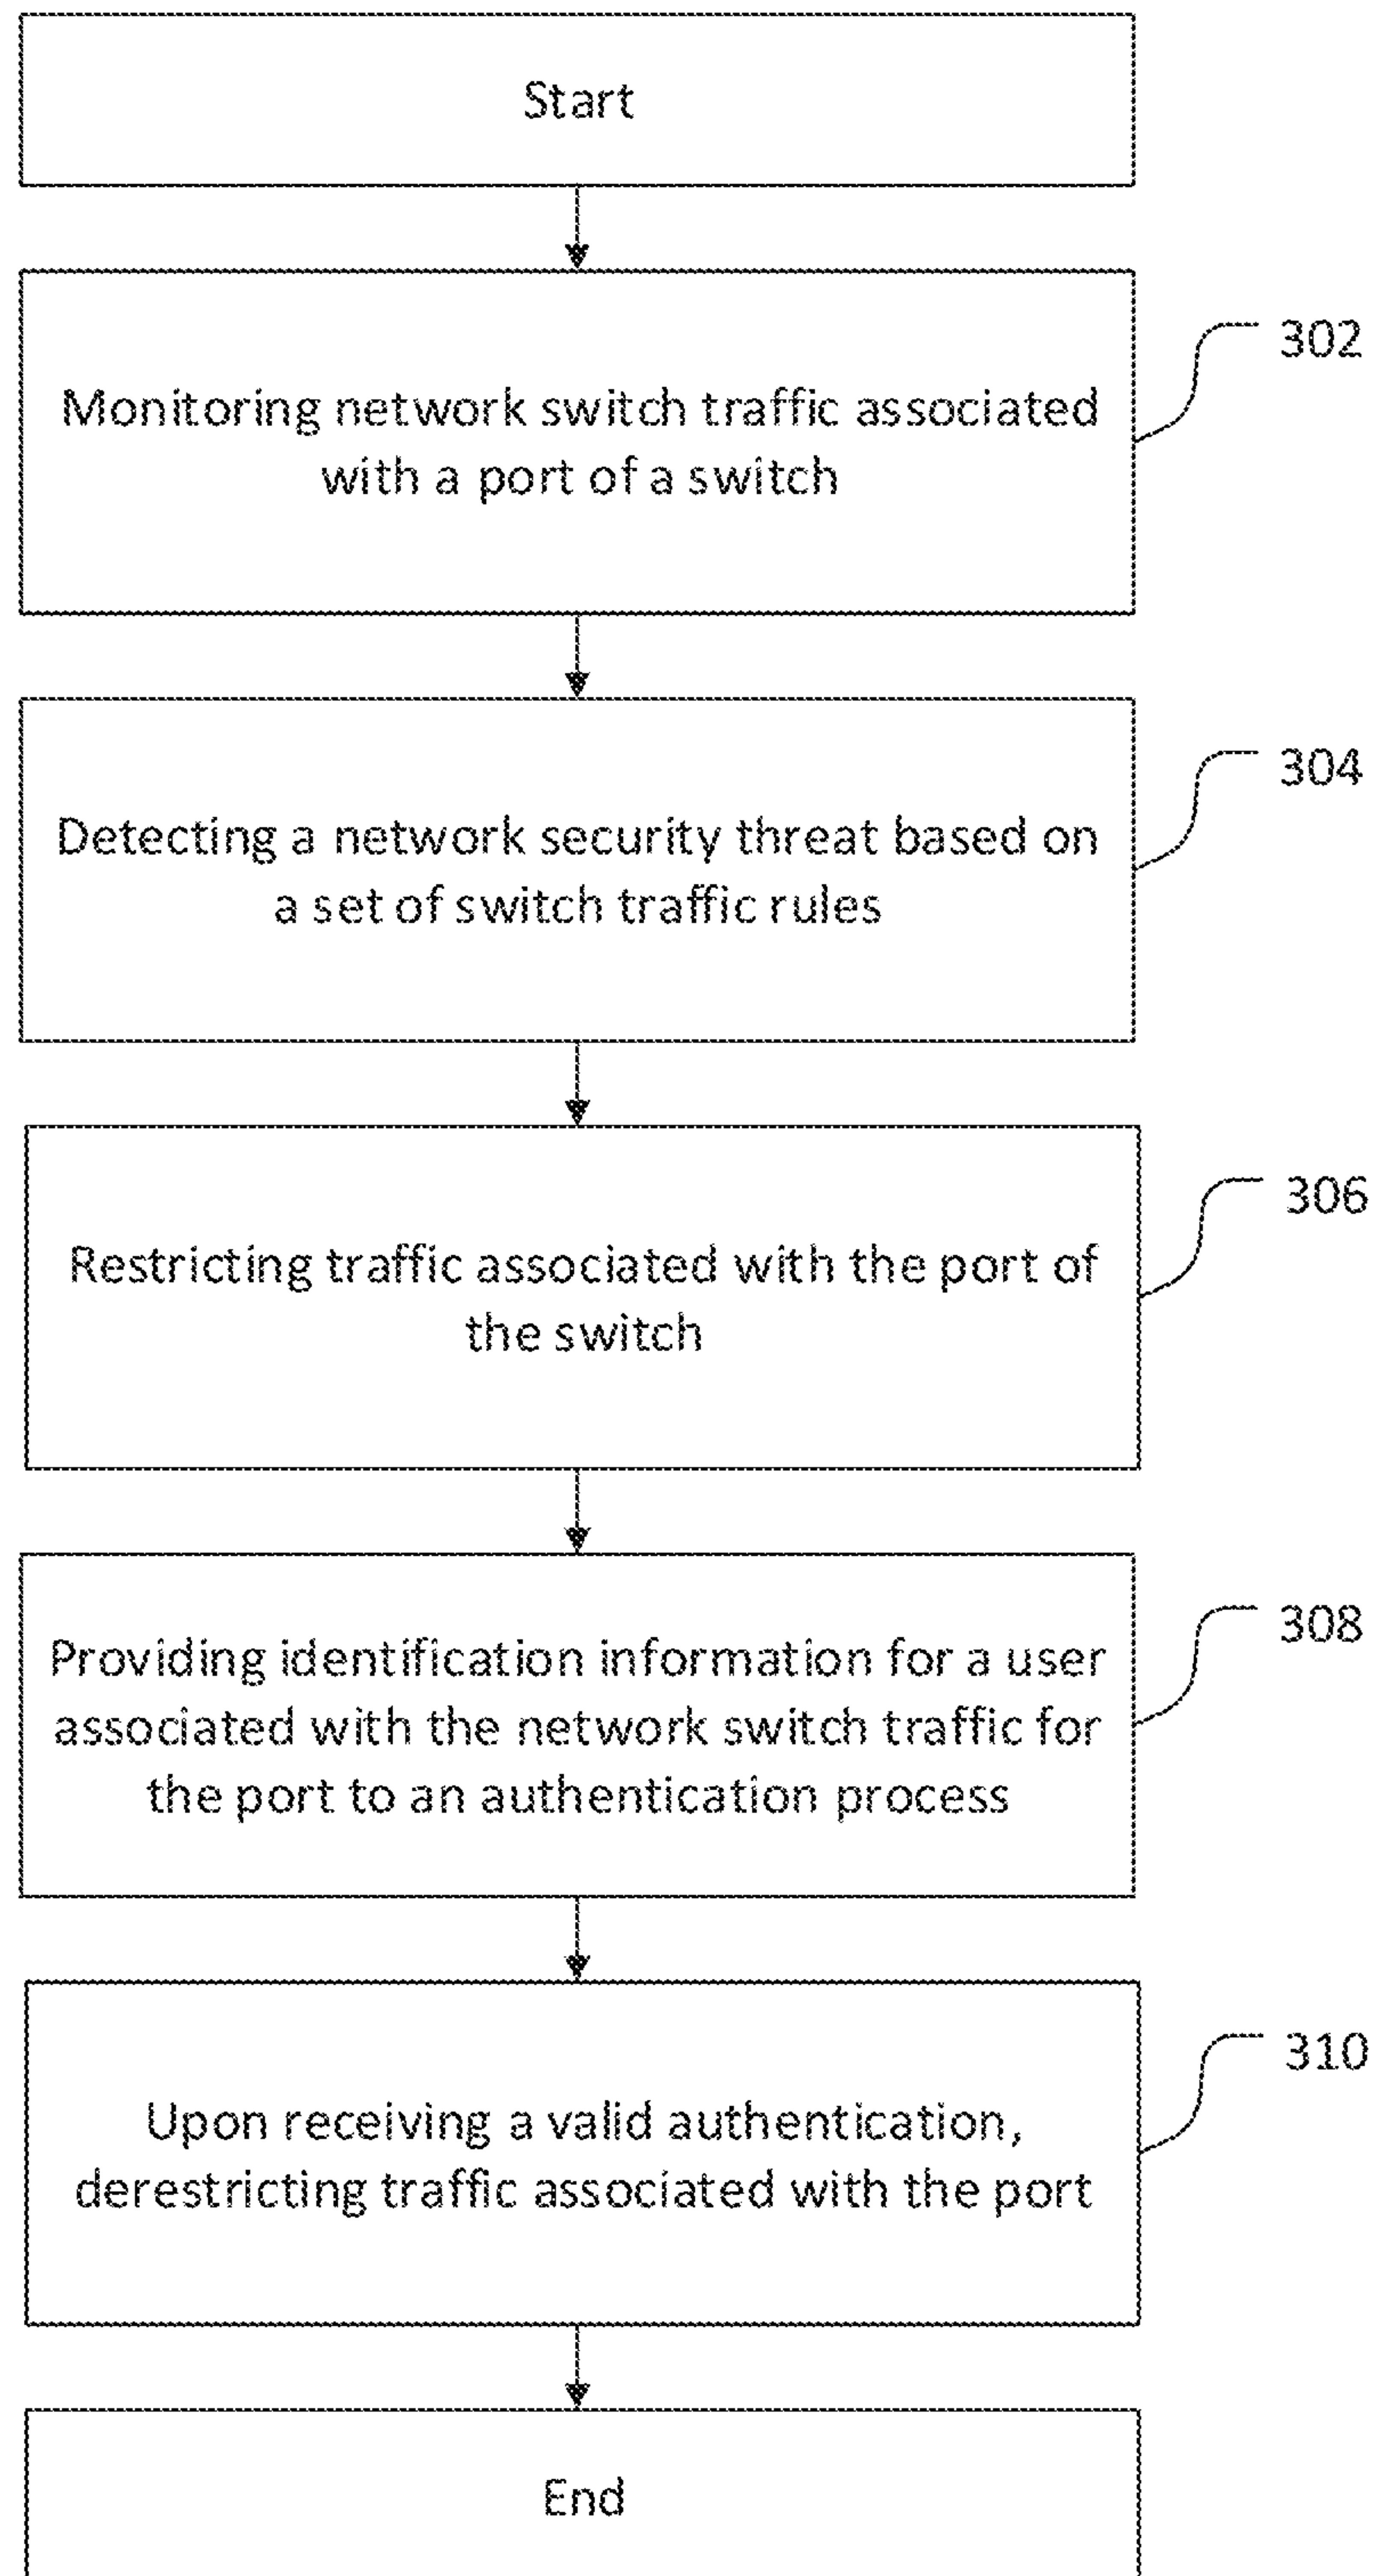 Start
302
Monitoring network switch traffic associated
with a port of a switch
304
Detecting a network security threat based on
a set of switch traffic rules
306
Restricting traffic associated with the port of
the switch
308
Providing identification information for a user
associated with the network switch traffic for
the port to an authentication process
310
Upon receiving a valid authentication,
derestricting traffic associated with the port
End